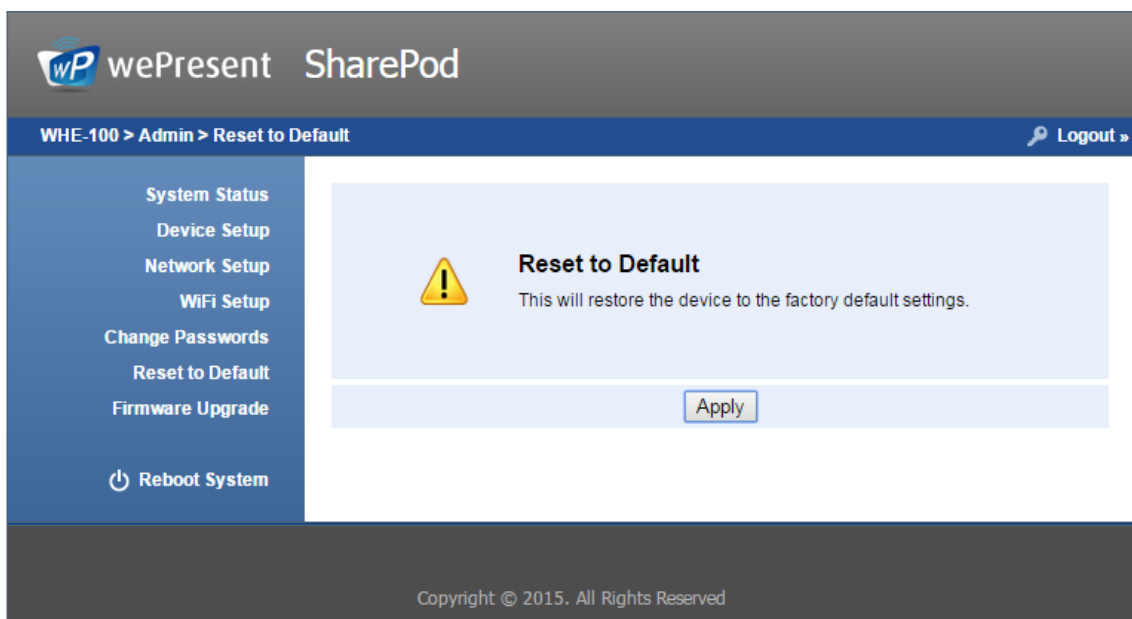 wP wePresent SharePod
WHE-100 > Admin > Reset to Default
Logout »
System Status
Device Setup
Network Setup
WiFi Setup
Change Passwords
Reset to Default
Firmware Upgrade
Reboot System
Reset to Default
This will restore the device to the factory default settings.
Apply
Copyright © 2015. All Rights Reserved